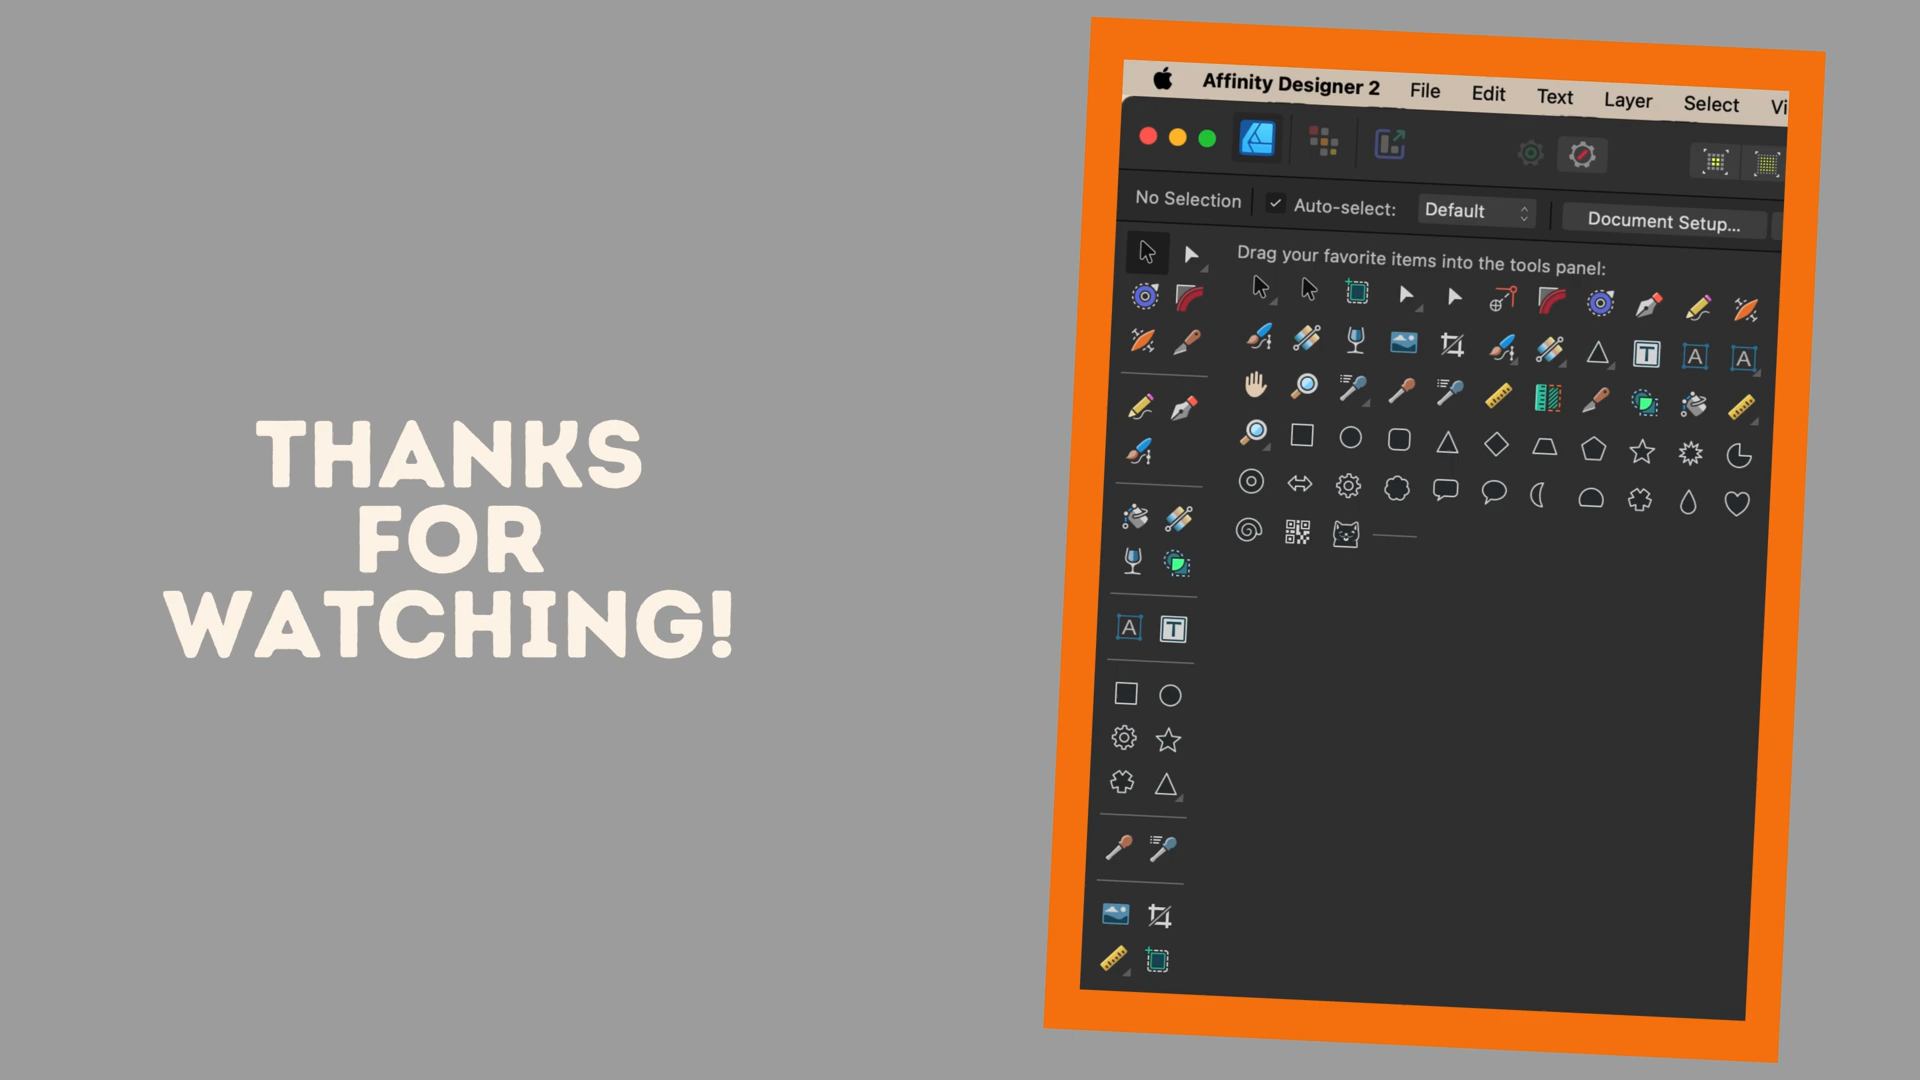 THANKS
FOR
WATCHING!
Affinity Designer 2 File Edit Text Layer Select Vi
No Selection Auto-select: Default Document Setup...
Drag your favorite items into the tools panel: